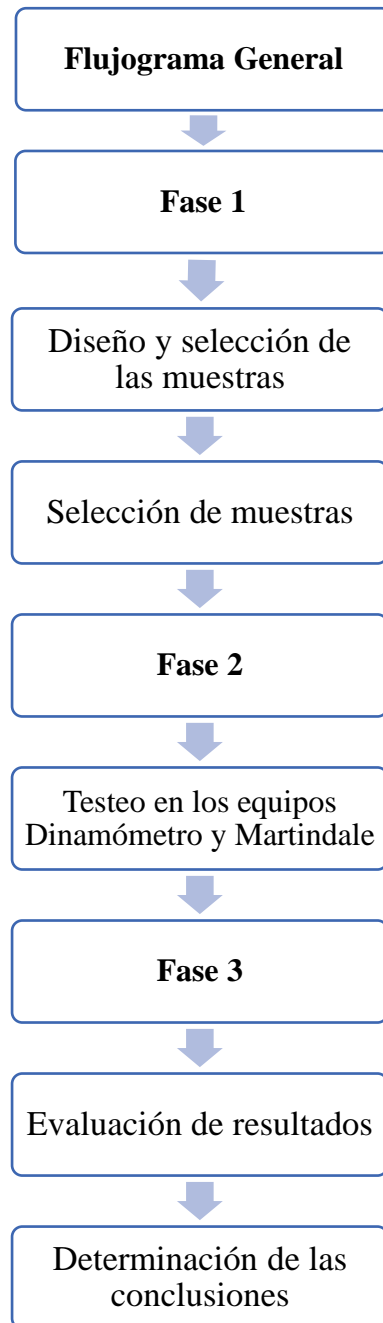 Flujograma General
Fase 1
Diseño y selección de
las muestras
Selección de muestras
Fase 2
Testeo en los equipos
Dinamómetro y Martindale
Fase 3
Evaluación de resultados
Determinación de las
conclusiones